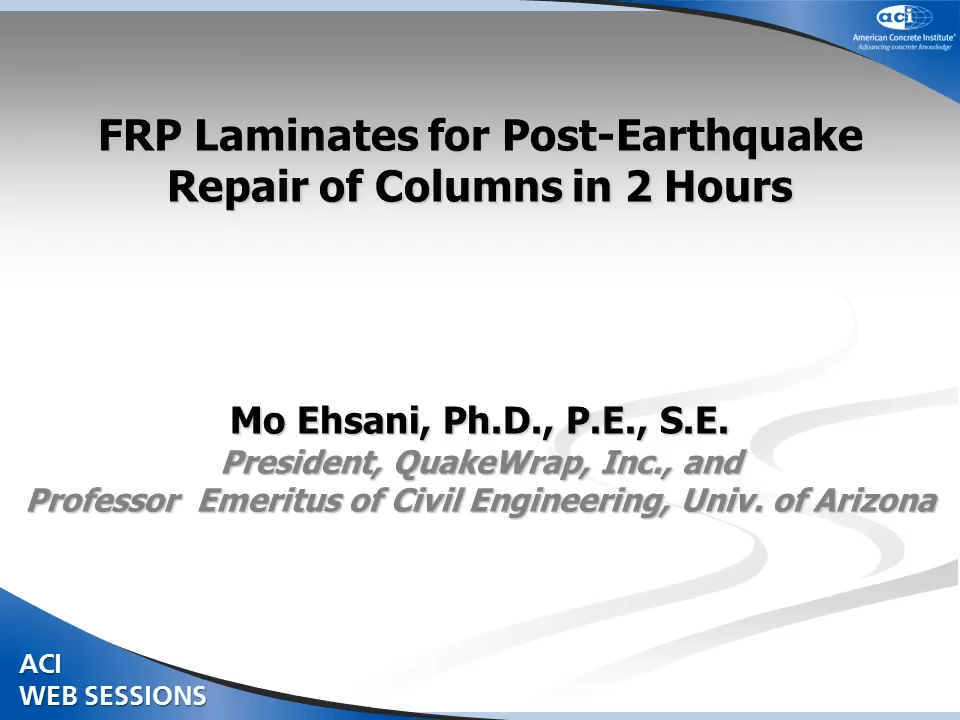 aci
American Concrete Institute®
Advancing concrete knowledge
FRP Laminates for Post-Earthquake
Repair of Columns in 2 Hours
Mo Ehsani, Ph.D., P.E., S.E.
President, QuakeWrap, Inc., and
Professor Emeritus of Civil Engineering, Univ. of Arizona
ACI
WEB SESSIONS